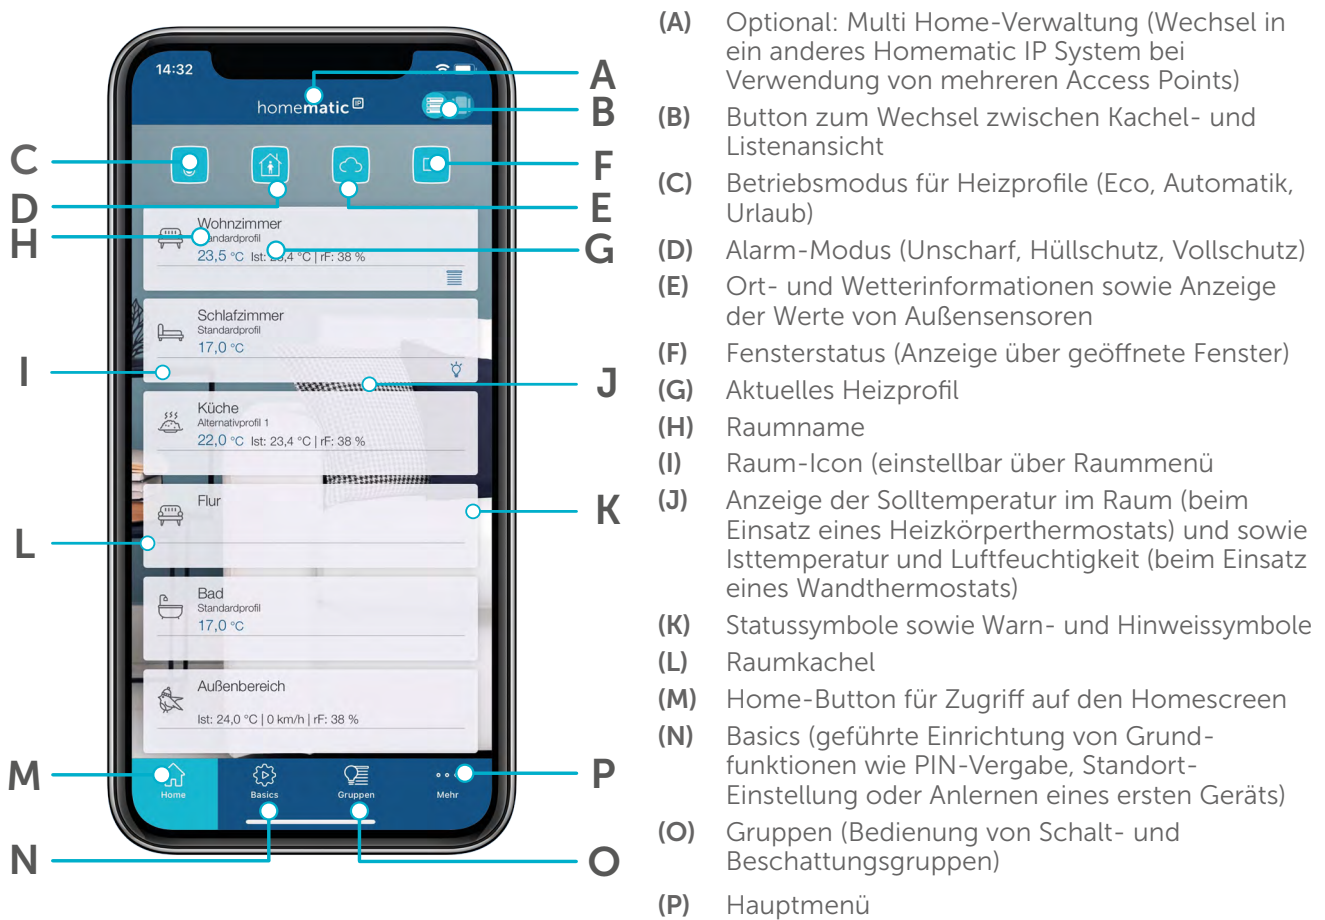 14:32
homematic IP
A
B
C
D
E
F
G
H
I
J
K
L
M
N
O
P
Wohnzimmer
Standardprofil
23,5 °C Ist: 23,4 °C | rF: 38 %
Schlafzimmer
Standardprofil
17,0 °C
Küche
Alternativprofil 1
22,0 °C Ist: 23,4 °C | rF: 38 %
Flur
Bad
Standardprofil
17,0 °C
Außenbereich
Ist: 24,0 °C | 0 km/h | rF: 38 %
Home
Basics
Gruppen
Mehr
(A) Optional: Multi Home-Verwaltung (Wechsel in
ein anderes Homematic IP System bei
Verwendung von mehreren Access Points)
(B) Button zum Wechsel zwischen Kachel- und
Listenansicht
(C) Betriebsmodus für Heizprofile (Eco, Automatik,
Urlaub)
(D) Alarm-Modus (Unscharf, Hüllschutz, Vollschutz)
(E) Ort- und Wetterinformationen sowie Anzeige
der Werte von Außensensoren
(F) Fensterstatus (Anzeige über geöffnete Fenster)
(G) Aktuelles Heizprofil
(H) Raumname
(I) Raum-Icon (einstellbar über Raummenü
(J) Anzeige der Solltemperatur im Raum (beim
Einsatz eines Heizkörperthermostats) und sowie
Isttemperatur und Luftfeuchtigkeit (beim Einsatz
eines Wandthermostats)
(K) Statussymbole sowie Warn- und Hinweissymbole
(L) Raumkachel
(M) Home-Button für Zugriff auf den Homescreen
(N) Basics (geführte Einrichtung von Grund-
funktionen wie PIN-Vergabe, Standort-
Einstellung oder Anlernen eines ersten Geräts)
(O) Gruppen (Bedienung von Schalt- und
Beschattungsgruppen)
(P) Hauptmenü